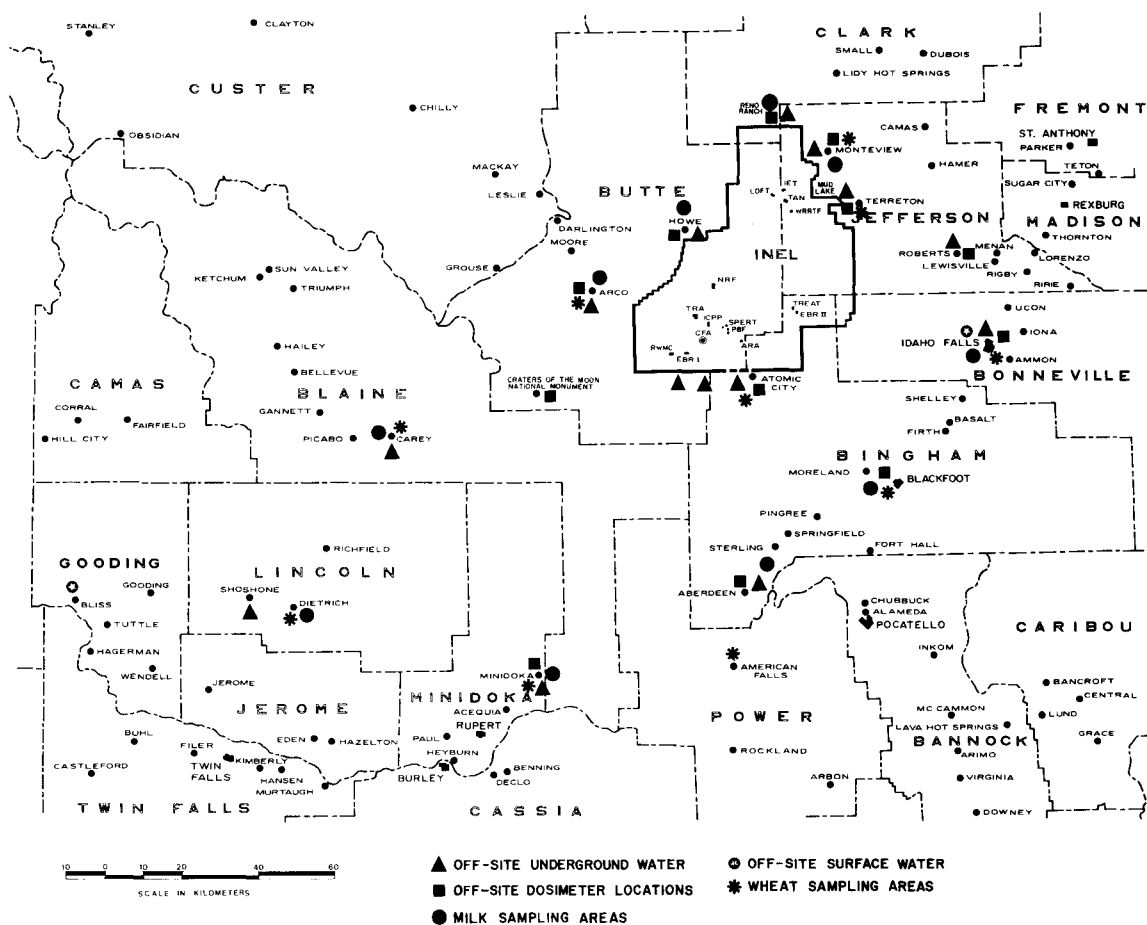 STANLEY
CLAYTON
CLARK
SMALL
DUBOIS
LIDY HOT SPRINGS
CUSTER
CHILLY
RENO
RANCH
FREMONT
CAMAS
ST. ANTHONY
PARKER
OBSIDIAN
MONTEVIEW
HAMER
TETON
MACKAY
LESLIE
BUTTE
LOFT
IET
TAN
WRRTF
MUD
LAKE
TERRETON
SUGAR CITY
REXBURG
JEFFERSON
MADISON
DARLINGTON
MOORE
HOWE
THORNTON
ROBERTS
MENAN
LEWISVILLE
LORENZO
RIGBY
RIRIE
INEL
KETCHUM
SUN VALLEY
TRIUMPH
GROUSE
ARCO
NRF
TRA
ICPP
CFA
SPERT
PBF
TREAT
EBR II
ARA
RWMC
EBR I
UCON
IONA
IDAHO FALLS
AMMON
BONNEVILLE
HAILEY
BELLEVUE
CAMAS
BLAINE
CRATERS OF THE MOON
NATIONAL MONUMENT
ATOMIC
CITY
SHELLEY
BASALT
FIRTH
CORRAL
FAIRFIELD
HILL CITY
GANNETT
PICABO
CAREY
BINGHAM
MORELAND
BLACKFOOT
PINGREE
SPRINGFIELD
STERLING
FORT HALL
RICHFIELD
GOODING
LINCOLN
GOODING
BLISS
SHOSHONE
DIETRICH
ABERDEEN
CHUBBUCK
ALAMEDA
POCATELLO
CARIBOU
TUTTLE
HAGERMAN
WENDELL
INKOM
MINIDOKA
AMERICAN
FALLS
JEROME
MINIDOKA
ACEQUIA
RUPERT
BANCROFT
CENTRAL
JEROME
POWER
MC CAMMON
LUND
LAVA HOT SPRINGS
GRACE
BANNOCK
BUHL
FILER
EDEN
HAZELTON
PAUL
HEYBURN
ROCKLAND
ARIMO
CASTLEFORD
TWIN
FALLS
KIMBERLY
HANSEN
MURTAUGH
BURLEY
BENNING
DECLO
ARBON
VIRGINIA
TWIN FALLS
CASSIA
DOWNEY
10 0 20 40 60
SCALE IN KILOMETERS
OFF-SITE UNDERGROUND WATER
OFF-SITE DOSIMETER LOCATIONS
MILK SAMPLING AREAS
OFF-SITE SURFACE WATER
WHEAT SAMPLING AREAS